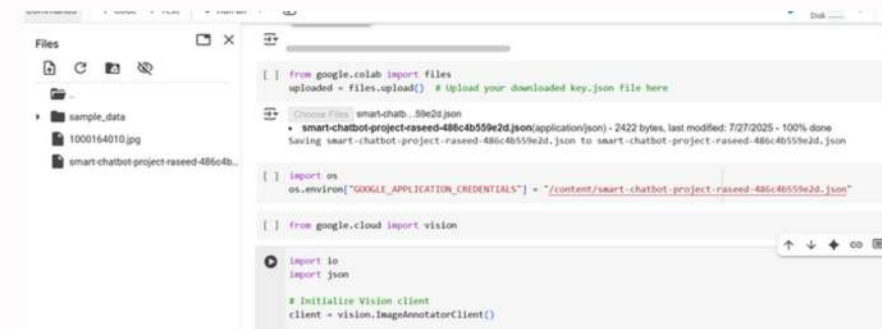 Disk
Files
from google.colab import files
uploaded = files.upload()  # Upload your downloaded key.json file here
Choose Files smart-chatb...59e2d.json
smart-chatbot-project-raseed-486c4b559e2d.json(application/json) - 2422 bytes, last modified: 7/27/2025 - 100% done
Saving smart-chatbot-project-raseed-486c4b559e2d.json to smart-chatbot-project-raseed-486c4b559e2d.json
..
sample_data
1000164010.jpg
smart-chatbot-project-raseed-486c4b...
[ ] import os
os.environ["GOOGLE_APPLICATION_CREDENTIALS"] = "/content/smart-chatbot-project-raseed-486c4b559e2d.json"
[ ] from google.cloud import vision
import io
import json
# Initialize Vision client
client = vision.ImageAnnotatorClient()